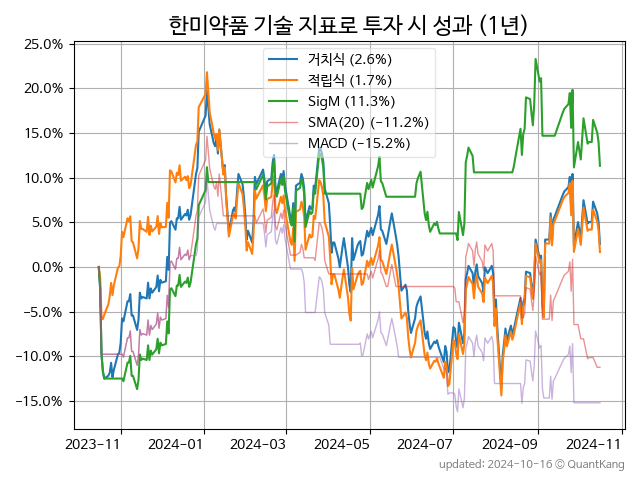 한미약품 기술 지표로 투자 시 성과 (1년)
25.0%
20.0%
15.0%
10.0%
5.0%
0.0%
−5.0%
−10.0%
−15.0%
거치식 (2.6%)
적립식 (1.7%)
SigM (11.3%)
SMA(20) (−11.2%)
MACD (−15.2%)
2023-11 2024-01 2024-03 2024-05 2024-07 2024-09 2024-11
updated: 2024-10-16 © QuantKang